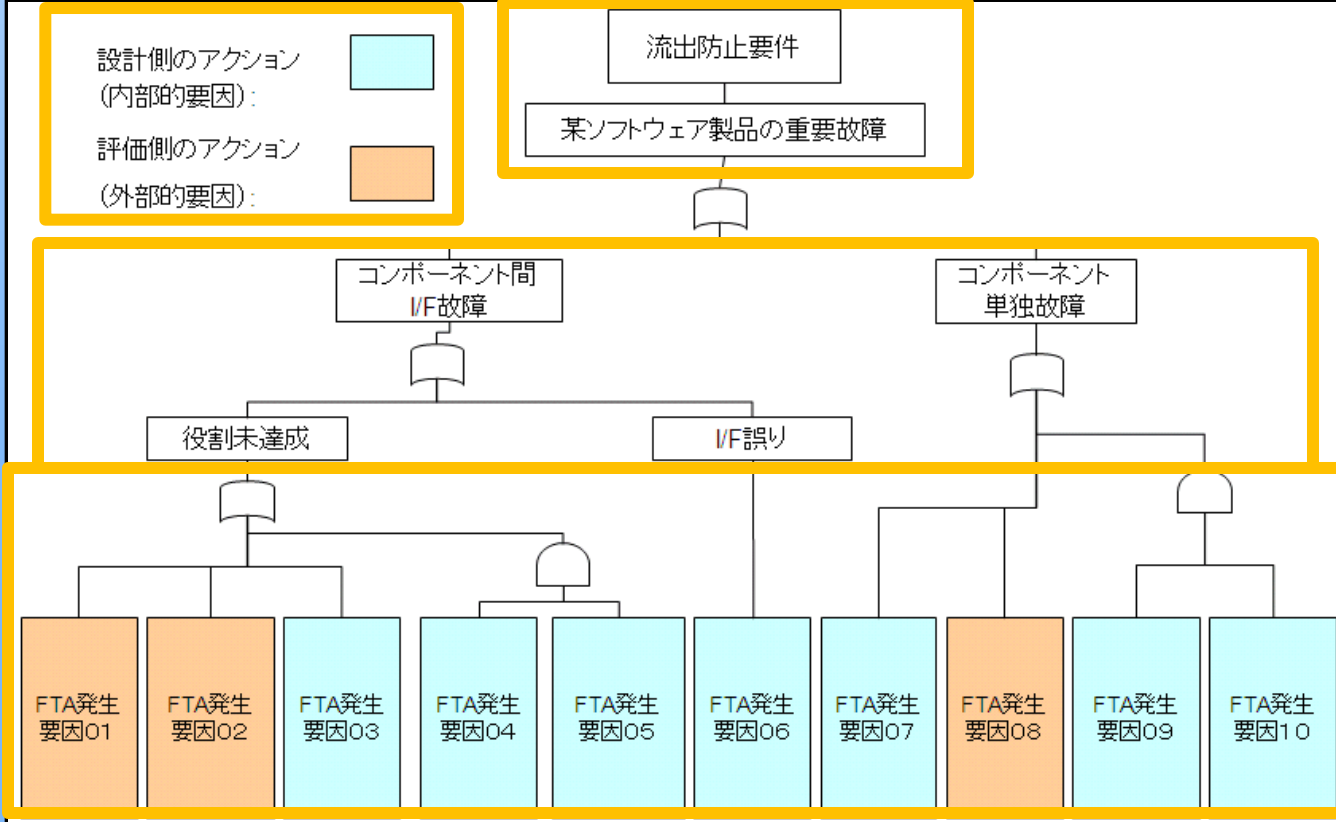 設計側のアクション
(内部的要因):
評価側のアクション
(外部的要因):
流出防止要件
某ソフトウェア製品の重要故障
コンポーネント間
I/F故障
コンポーネント
単独故障
役割未達成
I/F誤り
FTA発生
要因01
FTA発生
要因02
FTA発生
要因03
FTA発生
要因04
FTA発生
要因05
FTA発生
要因06
FTA発生
要因07
FTA発生
要因08
FTA発生
要因09
FTA発生
要因10